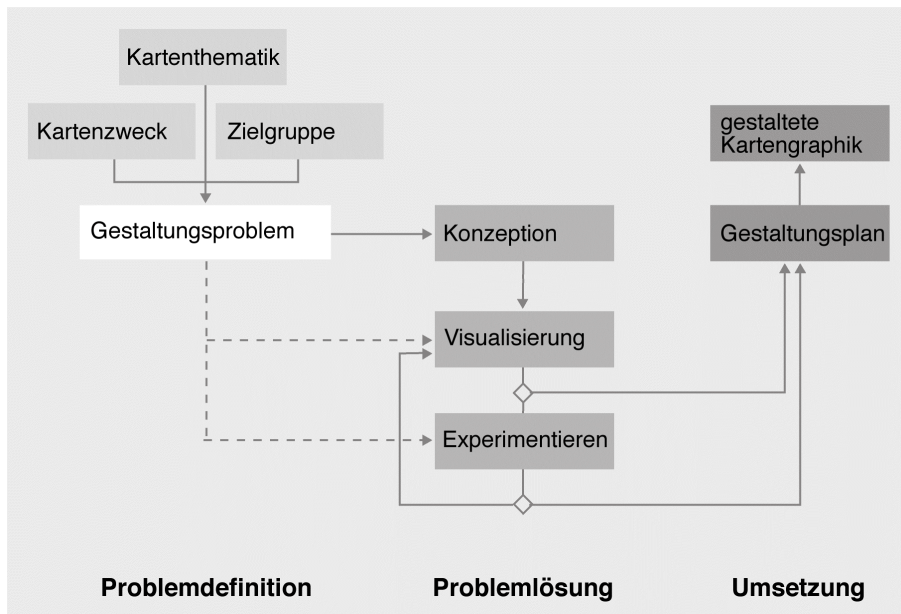 Kartenthematik
Kartenzweck
Zielgruppe
Gestaltungsproblem
Konzeption
Visualisierung
Experimentieren
gestaltete
Kartengraphik
Gestaltungsplan
Problemdefinition
Problemlösung
Umsetzung